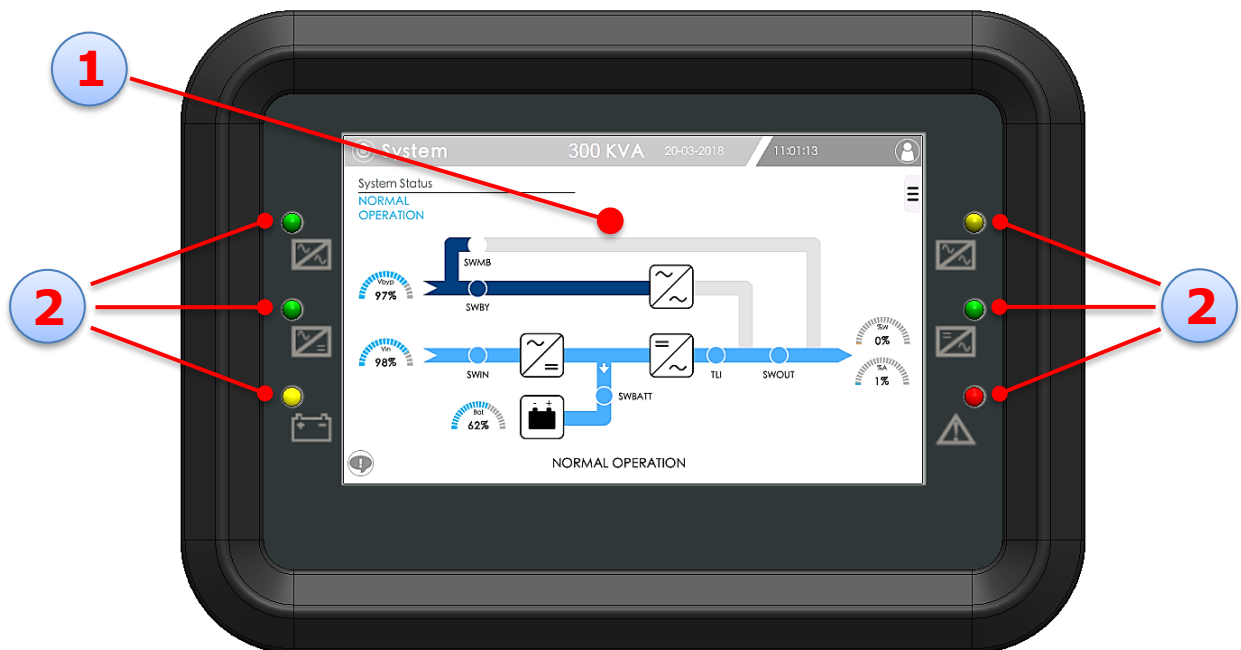 1
System 300 KVA 20-03-2018 11:01:13
System Status
NORMAL
OPERATION
SWMB
Vbyp
97%
SWBY
%W
0%
Vin
98%
SWIN
TLI
SWOUT
%A
1%
SWBATT
Bat
62%
- +
NORMAL OPERATION
2
2